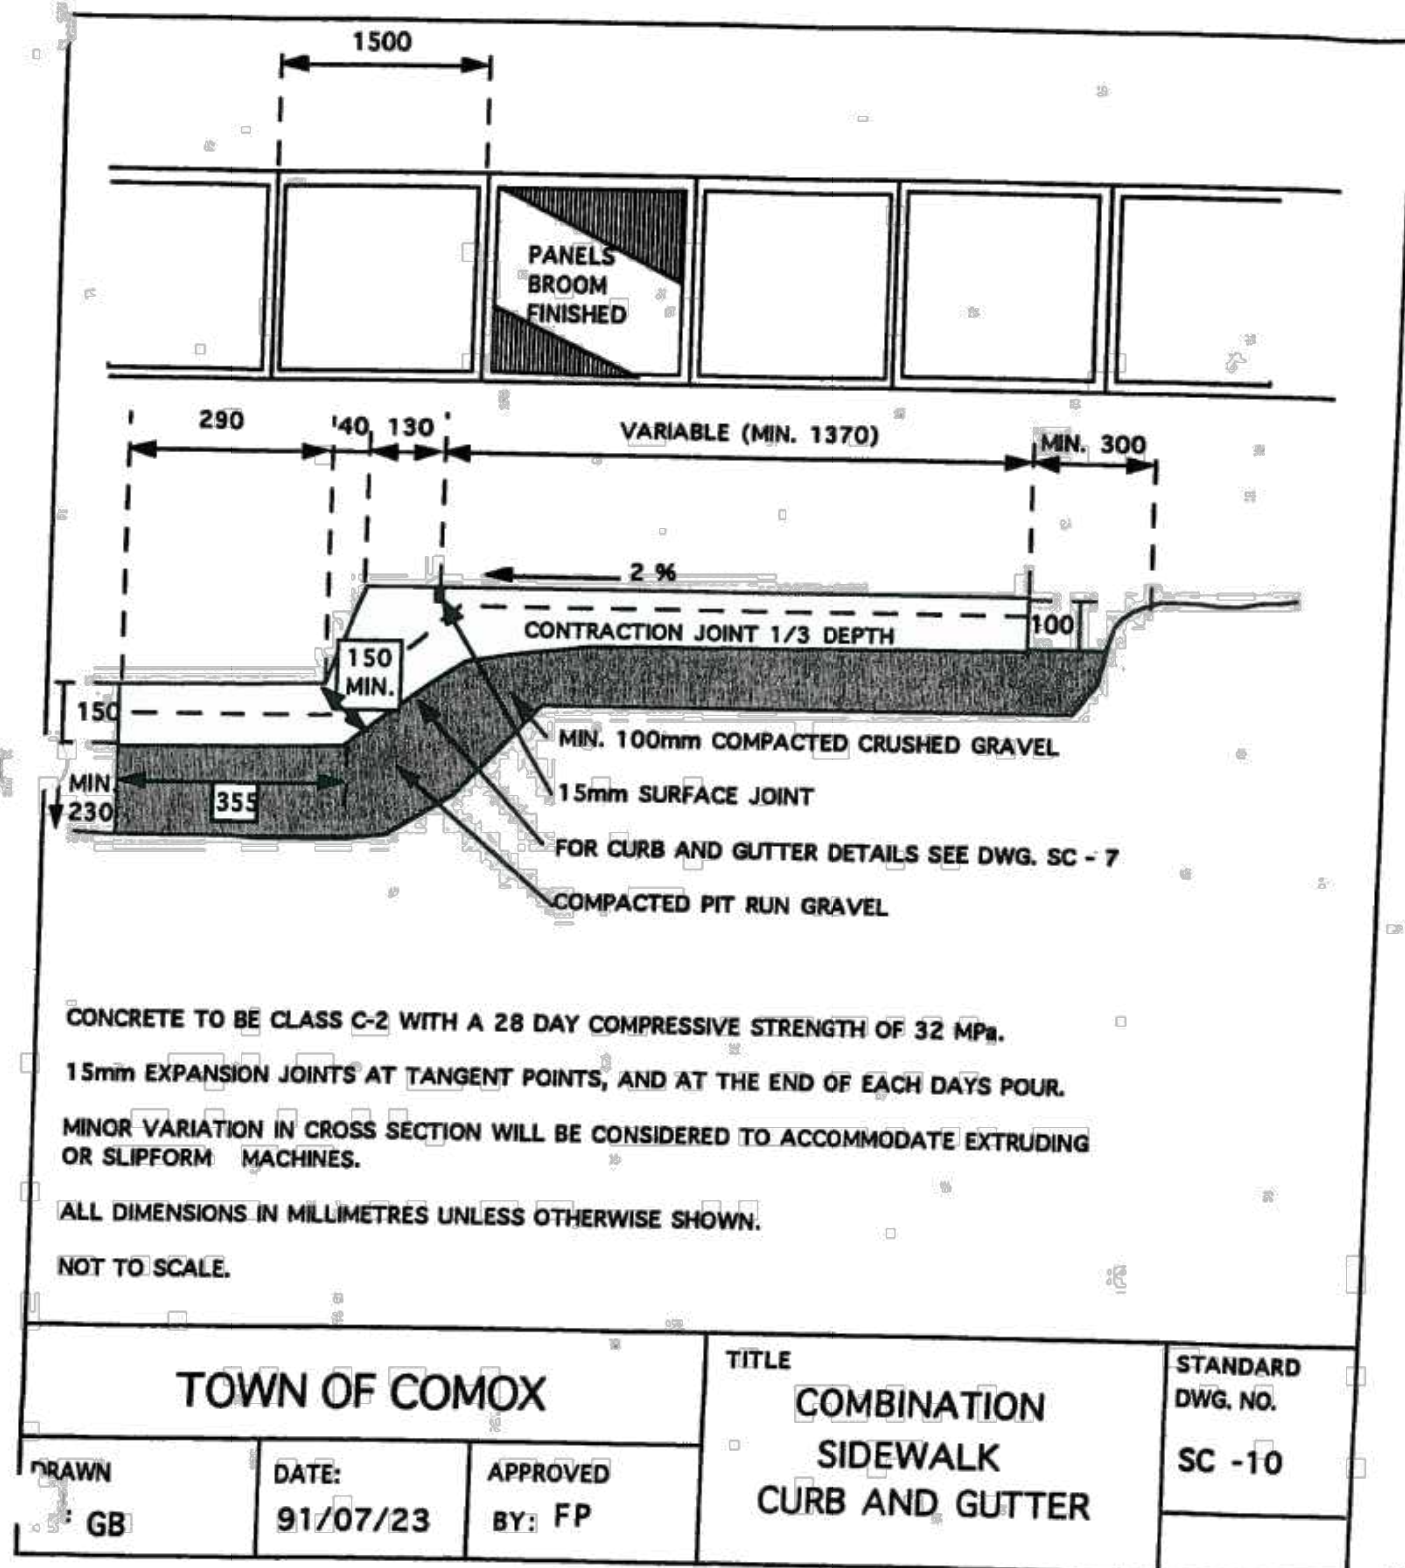 1500
PANELS
BROOM
FINISHED
290
40
130
VARIABLE (MIN. 1370)
MIN. 300
2 %
CONTRACTION JOINT 1/3 DEPTH
100
150
MIN.
150
MIN. 100mm COMPACTED CRUSHED GRAVEL
MIN.
230
355
15mm SURFACE JOINT
FOR CURB AND GUTTER DETAILS SEE DWG. SC - 7
COMPACTED PIT RUN GRAVEL
CONCRETE TO BE CLASS C-2 WITH A 28 DAY COMPRESSIVE STRENGTH OF 32 MPa.
15mm EXPANSION JOINTS AT TANGENT POINTS, AND AT THE END OF EACH DAYS POUR.
MINOR VARIATION IN CROSS SECTION WILL BE CONSIDERED TO ACCOMMODATE EXTRUDING
OR SLIPFORM MACHINES.
ALL DIMENSIONS IN MILLIMETRES UNLESS OTHERWISE SHOWN.
NOT TO SCALE.
TOWN OF COMOX
DRAWN
: GB
DATE:
91/07/23
APPROVED
BY: FP
TITLE
COMBINATION
SIDEWALK
CURB AND GUTTER
STANDARD
DWG. NO.
SC -10